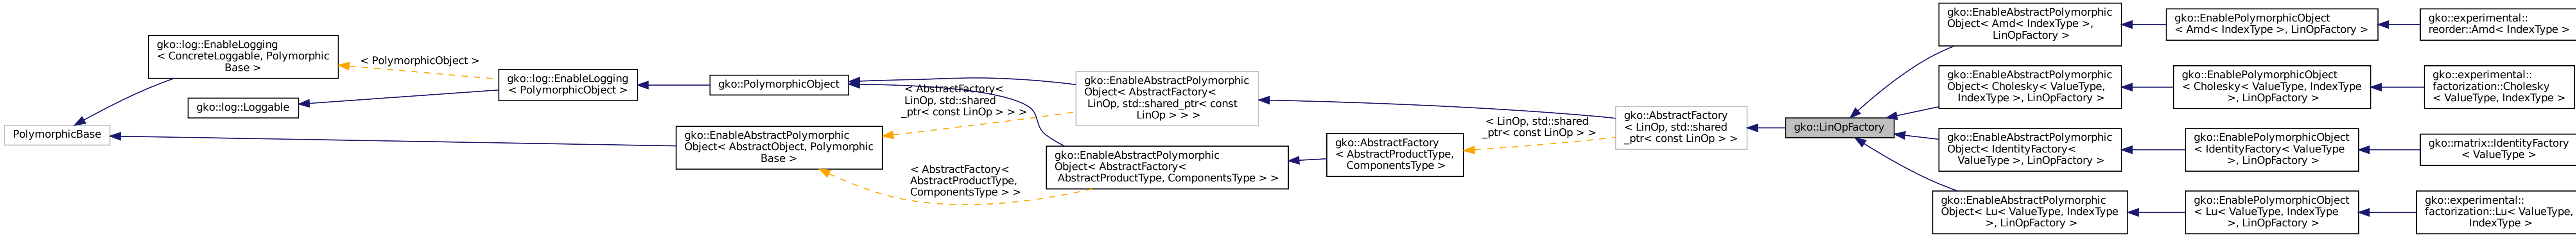 PolymorphicBase
gko::log::EnableLogging
< ConcreteLoggable, Polymorphic
Base >
gko::log::Loggable
< PolymorphicObject >
gko::log::EnableLogging
< PolymorphicObject >
gko::PolymorphicObject
gko::EnableAbstractPolymorphic
Object< AbstractObject, Polymorphic
Base >
< AbstractFactory<
LinOp, std::shared
_ptr< const LinOp > > >
< AbstractFactory<
AbstractProductType,
ComponentsType > >
gko::EnableAbstractPolymorphic
Object< AbstractFactory<
LinOp, std::shared_ptr< const
LinOp > > >
gko::EnableAbstractPolymorphic
Object< AbstractFactory<
AbstractProductType, ComponentsType > >
gko::AbstractFactory
< AbstractProductType,
ComponentsType >
< LinOp, std::shared
_ptr< const LinOp > >
gko::AbstractFactory
< LinOp, std::shared
_ptr< const LinOp > >
gko::LinOpFactory
gko::EnableAbstractPolymorphic
Object< Amd< IndexType >,
LinOpFactory >
gko::EnablePolymorphicObject
< Amd< IndexType >, LinOpFactory >
gko::experimental::
reorder::Amd< IndexType >
gko::EnableAbstractPolymorphic
Object< Cholesky< ValueType,
IndexType >, LinOpFactory >
gko::EnablePolymorphicObject
< Cholesky< ValueType, IndexType
>, LinOpFactory >
gko::experimental::
factorization::Cholesky
< ValueType, IndexType >
gko::EnableAbstractPolymorphic
Object< IdentityFactory<
ValueType >, LinOpFactory >
gko::EnablePolymorphicObject
< IdentityFactory< ValueType
>, LinOpFactory >
gko::matrix::IdentityFactory
< ValueType >
gko::EnableAbstractPolymorphic
Object< Lu< ValueType, IndexType
>, LinOpFactory >
gko::EnablePolymorphicObject
< Lu< ValueType, IndexType
>, LinOpFactory >
gko::experimental::
factorization::Lu< ValueType,
IndexType >